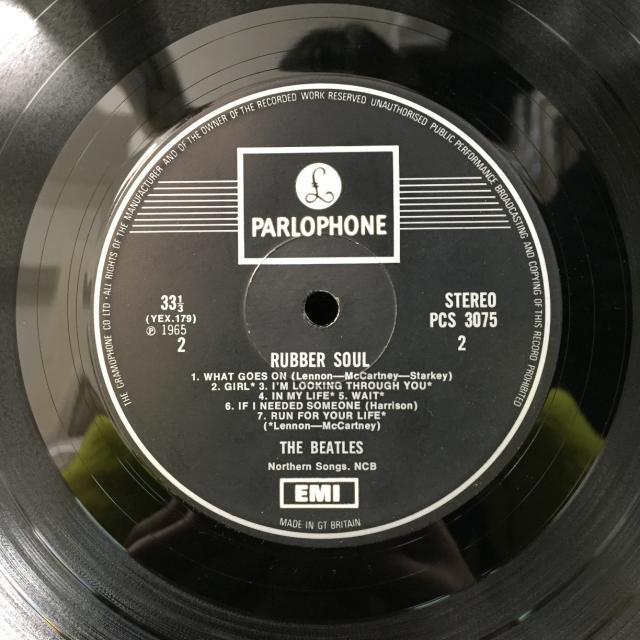 THE GRAMOPHONE CO LTD · ALL RIGHTS OF THE MANUFACTURER AND OF THE OWNER OF THE RECORDED WORK RESERVED UNAUTHORISED PUBLIC PERFORMANCE BROADCASTING AND COPYING OF THIS RECORD PROHIBITED
£
PARLOPHONE
33⅓
(YEX.179)
℗ 1965
2
STEREO
PCS 3075
2
RUBBER SOUL
1. WHAT GOES ON (Lennon—McCartney—Starkey)
2. GIRL* 3. I'M LOOKING THROUGH YOU*
4. IN MY LIFE* 5. WAIT*
6. IF I NEEDED SOMEONE (Harrison)
7. RUN FOR YOUR LIFE*
(*Lennon—McCartney)
THE BEATLES
Northern Songs. NCB
EMI
MADE IN GT BRITAIN